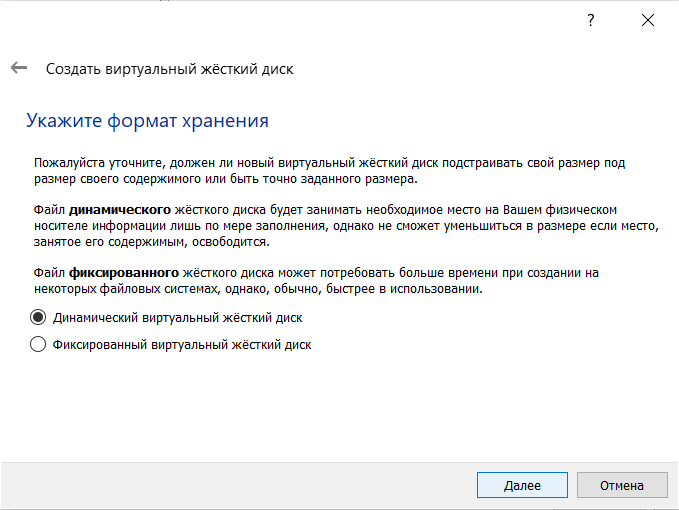 ?
Создать виртуальный жёсткий диск
Укажите формат хранения
Пожалуйста уточните, должен ли новый виртуальный жёсткий диск подстраивать свой размер под
размер своего содержимого или быть точно заданного размера.
Файл динамического жёсткого диска будет занимать необходимое место на Вашем физическом
носителе информации лишь по мере заполнения, однако не сможет уменьшиться в размере если место,
занятое его содержимым, освободится.
Файл фиксированного жёсткого диска может потребовать больше времени при создании на
некоторых файловых системах, однако, обычно, быстрее в использовании.
Динамический виртуальный жёсткий диск
Фиксированный виртуальный жёсткий диск
Далее Отмена